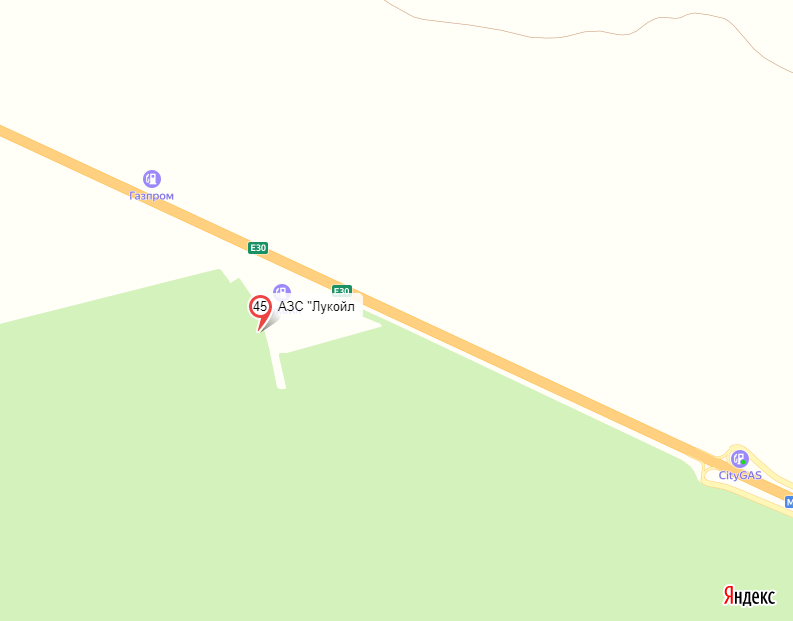 Газпром
E30
E30
45 АЗС "Лукойл
CityGAS
М
Яндекс